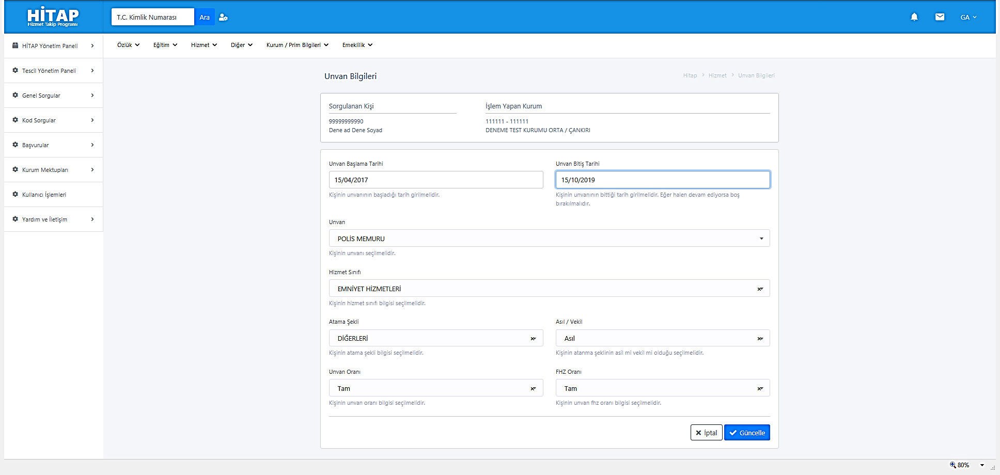 HİTAP
Hizmet Takip Programı
T.C. Kimlik Numarası
Ara
GA
HİTAP Yönetim Paneli
Tescil Yönetim Paneli
Genel Sorgular
Kod Sorgular
Başvurular
Kurum Mektupları
Kullanıcı İşlemleri
Yardım ve İletişim
Özlük
Eğitim
Hizmet
Diğer
Kurum / Prim Bilgileri
Emeklilik
Unvan Bilgileri
Hitap > Hizmet > Unvan Bilgileri
Sorgulanan Kişi
99999999990
Dene ad Dene Soyad
İşlem Yapan Kurum
111111 - 111111
DENEME TEST KURUMU ORTA / ÇANKIRI
Unvan Başlama Tarihi
15/04/2017
Kişinin unvanının başladığı tarih girilmelidir.
Unvan Bitiş Tarihi
15/10/2019
Kişinin unvanının bittiği tarih girilmelidir. Eğer halen devam ediyorsa boş
bırakılmalıdır.
Unvan
POLİS MEMURU
Kişinin unvanı seçilmelidir.
Hizmet Sınıfı
EMNİYET HİZMETLERİ
Kişinin hizmet sınıfı bilgisi seçilmelidir.
Atama Şekli
DİĞERLERİ
Kişinin atama şekli bilgisi seçilmelidir.
Asıl / Vekil
Asıl
Kişinin atanma şeklinin asil mi vekil mi olduğu seçilmelidir.
Unvan Oranı
Tam
Kişinin unvan oranı bilgisi seçilmelidir.
FHZ Oranı
Tam
Kişinin unvan fhz oranı bilgisi seçilmelidir.
İptal
Güncelle
80%